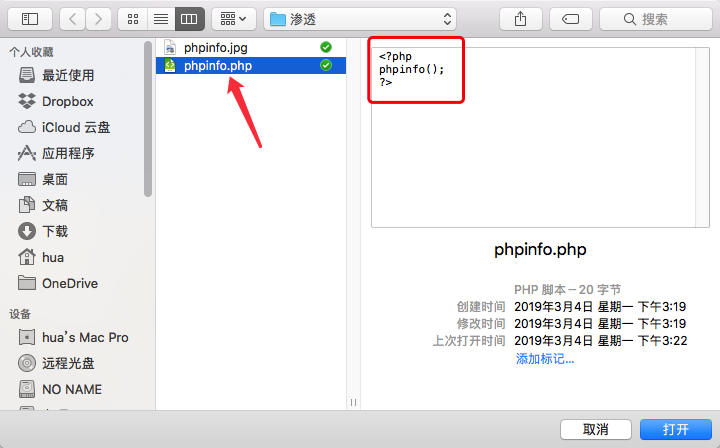 渗透
搜索
个人收藏
最近使用
Dropbox
iCloud 云盘
应用程序
桌面
文稿
下载
hua
OneDrive
设备
hua's Mac Pro
远程光盘
NO NAME
phpinfo.jpg
phpinfo.php
<?php
phpinfo();
?>
phpinfo.php
PHP 脚本 – 20 字节
创建时间 2019年3月4日 星期一 下午3:19
修改时间 2019年3月4日 星期一 下午3:19
上次打开时间 2019年3月4日 星期一 下午3:22
添加标记...
取消
打开